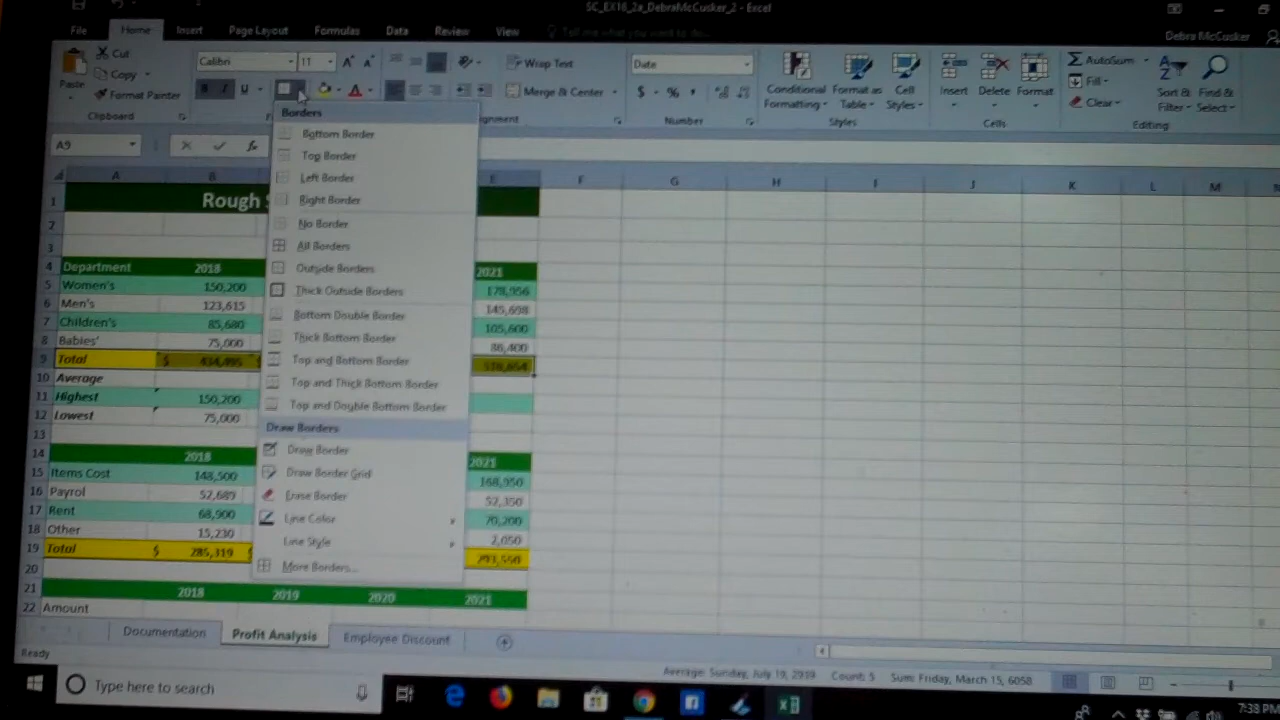 SC_EX16_2a_DebraMcCusker_2 - Excel
File Home Insert Page Layout Formulas Data Review View Tell me what you want to do... Debra McCusker
Paste
Cut
Copy
Format Painter
Clipboard
Calibri 11
U
Wrap Text
Merge & Center
Date
$ %
Number
Conditional Formatting
Format as Table
Cell Styles
Styles
Insert Delete Format
Cells
AutoSum
Fill
Clear
Sort & Filter
Find & Select
Editing
A9
fx
Borders
Bottom Border
Top Border
Left Border
Right Border
No Border
All Borders
Outside Borders
Thick Outside Borders
Bottom Double Border
Thick Bottom Border
Top and Bottom Border
Top and Thick Bottom Border
Top and Double Bottom Border
Draw Borders
Draw Border
Draw Border Grid
Erase Border
Line Color
Line Style
More Borders...
A B E F G H I J K L M
1 Rough
2
3
4 Department 2018 2021
5 Women's 150,200 178,956
6 Men's 123,615 145,698
7 Children's 85,680 105,600
8 Babies' 75,000 86,400
9 Total $ 434,495
10 Average
11 Highest 150,200
12 Lowest 75,000
13
14 2018 2021
15 Items Cost 148,500 168,950
16 Payrol 52,689 52,350
17 Rent 68,900 70,200
18 Other 15,230 2,050
19 Total $ 285,319 $ 293,550
20
21 2018 2019 2020 2021
22 Amount
Documentation Profit Analysis Employee Discount
Ready
Average: Sunday, July 19, 2939 Count: 5 Sum: Friday, March 15, 6058
Type here to search
7:38 PM